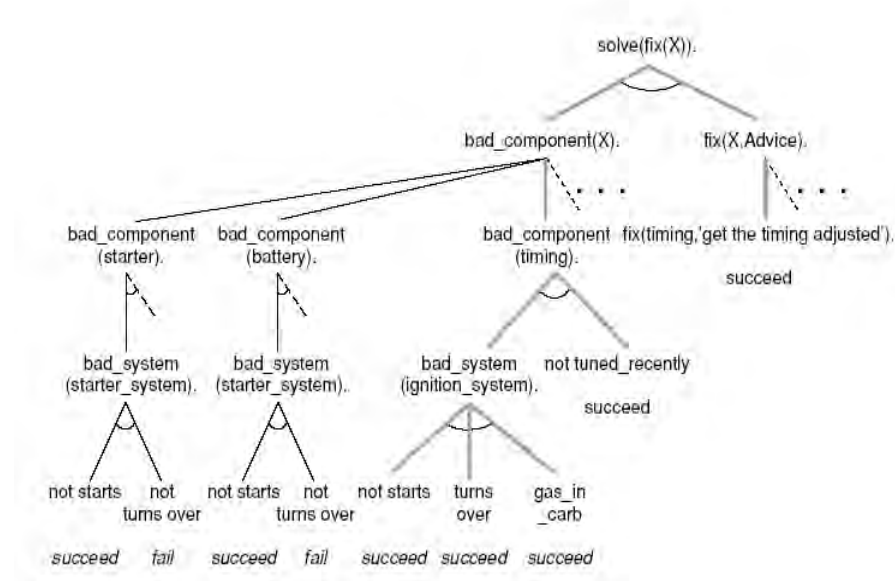 solve(fix(X)).
bad_component(X).
fix(X,Advice).
. . .
. . .
bad_component
(starter).
bad_component
(battery).
bad_component
(timing).
fix(timing,'get the timing adjusted').
succeed
bad_system
(starter_system).
bad_system
(starter_system).
bad_system
(ignition_system).
not tuned_recently
succeed
not starts
not
turns over
not starts
not
turns over
not starts
turns
over
gas_in
_carb
succeed
fail
succeed
fail
succeed
succeed
succeed